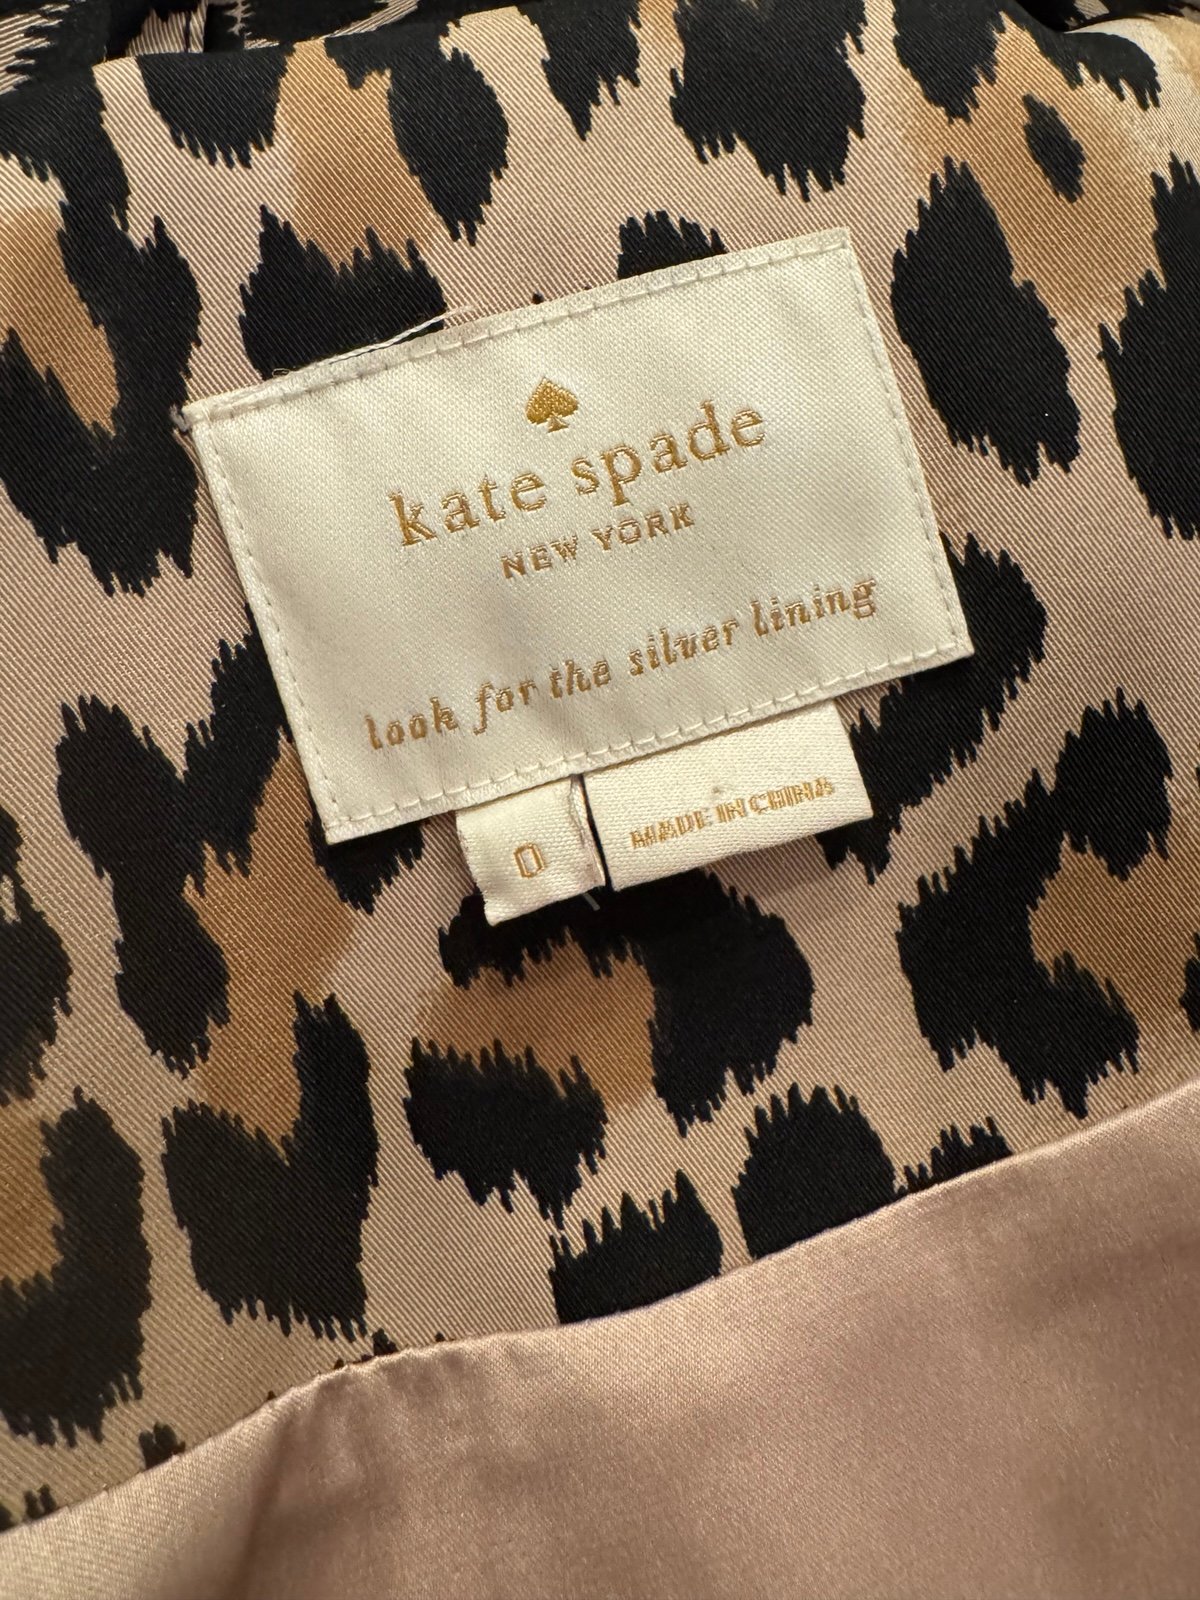 kate spade
NEW YORK
look for the silver lining
0
MADE IN CHINA